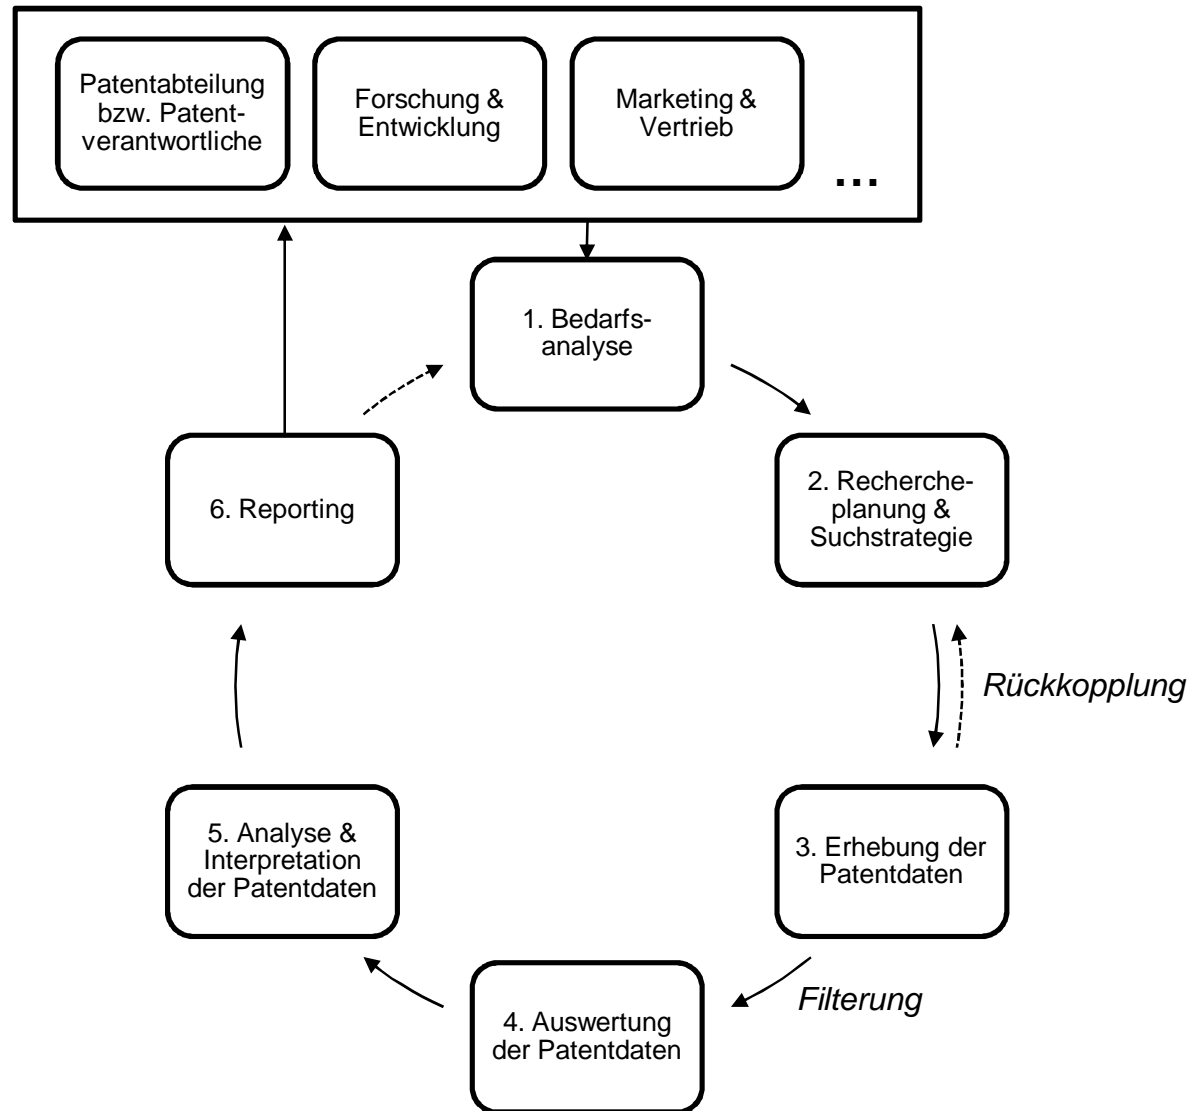 Patentabteilung
bzw. Patent-
verantwortliche
Forschung &
Entwicklung
Marketing &
Vertrieb
...
1. Bedarfs-
analyse
2. Recherche-
planung &
Suchstrategie
Rückkopplung
3. Erhebung der
Patentdaten
Filterung
4. Auswertung
der Patentdaten
5. Analyse &
Interpretation
der Patentdaten
6. Reporting